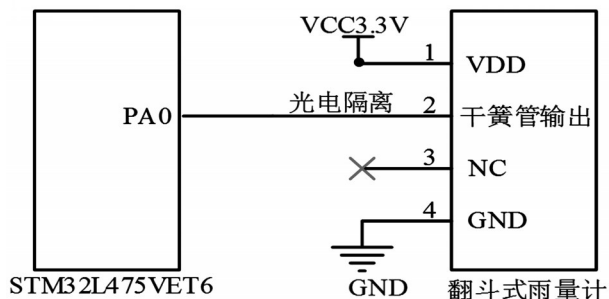 VCC3.3V
1
VDD
PA0
光电隔离
2
干簧管输出
3
NC
4
GND
STM32L475VET6
GND
翻斗式雨量计